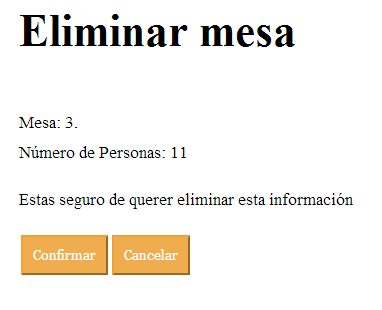 Eliminar mesa
Mesa: 3.
Número de Personas: 11
Estas seguro de querer eliminar esta información
Confirmar Cancelar